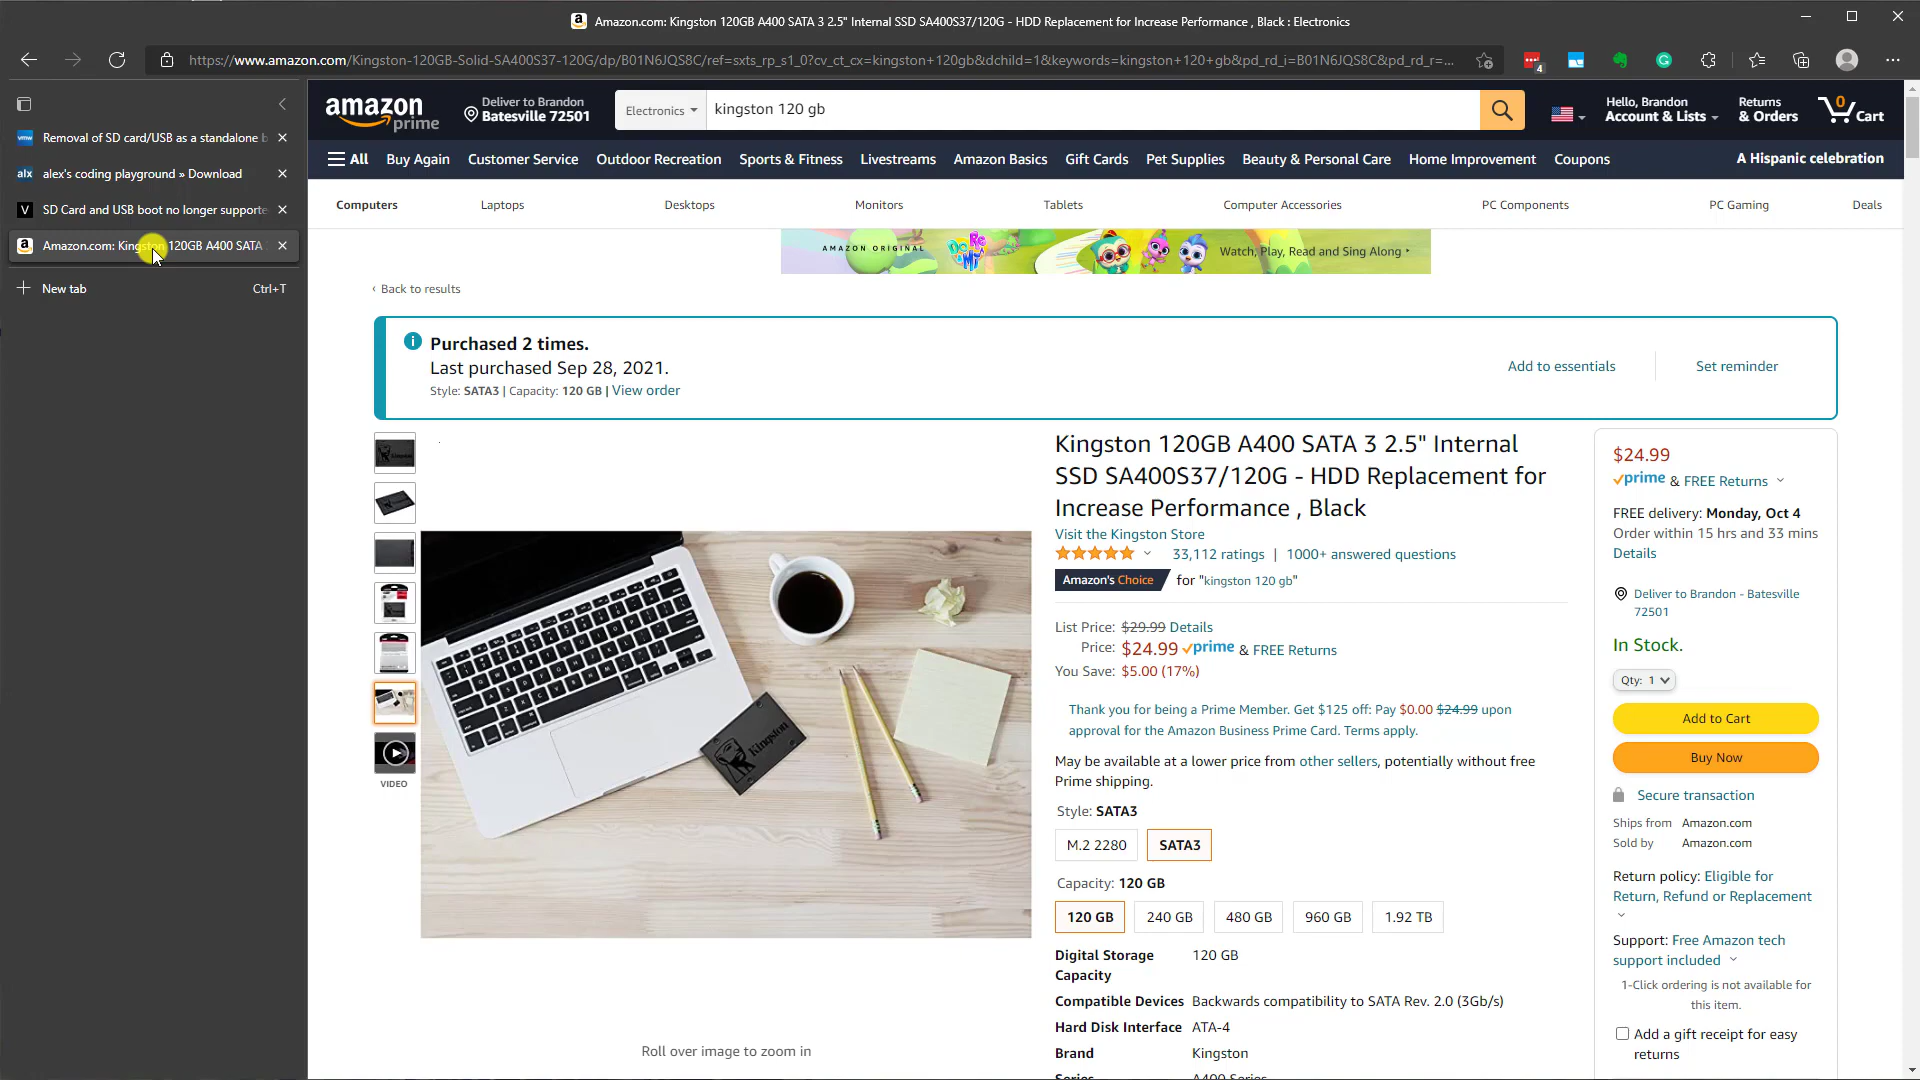 Amazon.com: Kingston 120GB A400 SATA 3 2.5" Internal SSD SA400S37/120G - HDD Replacement for Increase Performance , Black : Electronics
https://www.amazon.com/Kingston-120GB-Solid-SA400S37-120G/dp/B01N6JQS8C/ref=sxts_rp_s1_0?cv_ct_cx=kingston+120gb&dchild=1&keywords=kingston+120+gb&pd_rd_i=B01N6JQS8C&pd_rd_r=...
4
Removal of SD card/USB as a standalone b
alex's coding playground » Download
SD Card and USB boot no longer supporte
Amazon.com: Kingston 120GB A400 SATA
New tab Ctrl+T
amazon prime
Deliver to Brandon
Batesville 72501
Electronics
kingston 120 gb
Hello, Brandon
Account & Lists
Returns
& Orders
0
Cart
All Buy Again Customer Service Outdoor Recreation Sports & Fitness Livestreams Amazon Basics Gift Cards Pet Supplies Beauty & Personal Care Home Improvement Coupons A Hispanic celebration
Computers Laptops Desktops Monitors Tablets Computer Accessories PC Components PC Gaming Deals
AMAZON ORIGINAL
Do Re & Mi
Watch, Play, Read and Sing Along
‹ Back to results
Purchased 2 times.
Last purchased Sep 28, 2021.
Style: SATA3 | Capacity: 120 GB | View order
Add to essentials
Set reminder
VIDEO
Kingston
Roll over image to zoom in
Kingston 120GB A400 SATA 3 2.5" Internal
SSD SA400S37/120G - HDD Replacement for
Increase Performance , Black
Visit the Kingston Store
33,112 ratings | 1000+ answered questions
Amazon's Choice for "kingston 120 gb"
List Price: $29.99 Details
Price: $24.99 prime & FREE Returns
You Save: $5.00 (17%)
Thank you for being a Prime Member. Get $125 off: Pay $0.00 $24.99 upon
approval for the Amazon Business Prime Card. Terms apply.
May be available at a lower price from other sellers, potentially without free
Prime shipping.
Style: SATA3
M.2 2280 SATA3
Capacity: 120 GB
120 GB 240 GB 480 GB 960 GB 1.92 TB
Digital Storage 120 GB
Capacity
Compatible Devices Backwards compatibility to SATA Rev. 2.0 (3Gb/s)
Hard Disk Interface ATA-4
Brand Kingston
Series A400 Series
$24.99
prime & FREE Returns
FREE delivery: Monday, Oct 4
Order within 15 hrs and 33 mins
Details
Deliver to Brandon - Batesville
72501
In Stock.
Qty: 1
Add to Cart
Buy Now
Secure transaction
Ships from Amazon.com
Sold by Amazon.com
Return policy: Eligible for
Return, Refund or Replacement
Support: Free Amazon tech
support included
1-Click ordering is not available for
this item.
Add a gift receipt for easy
returns